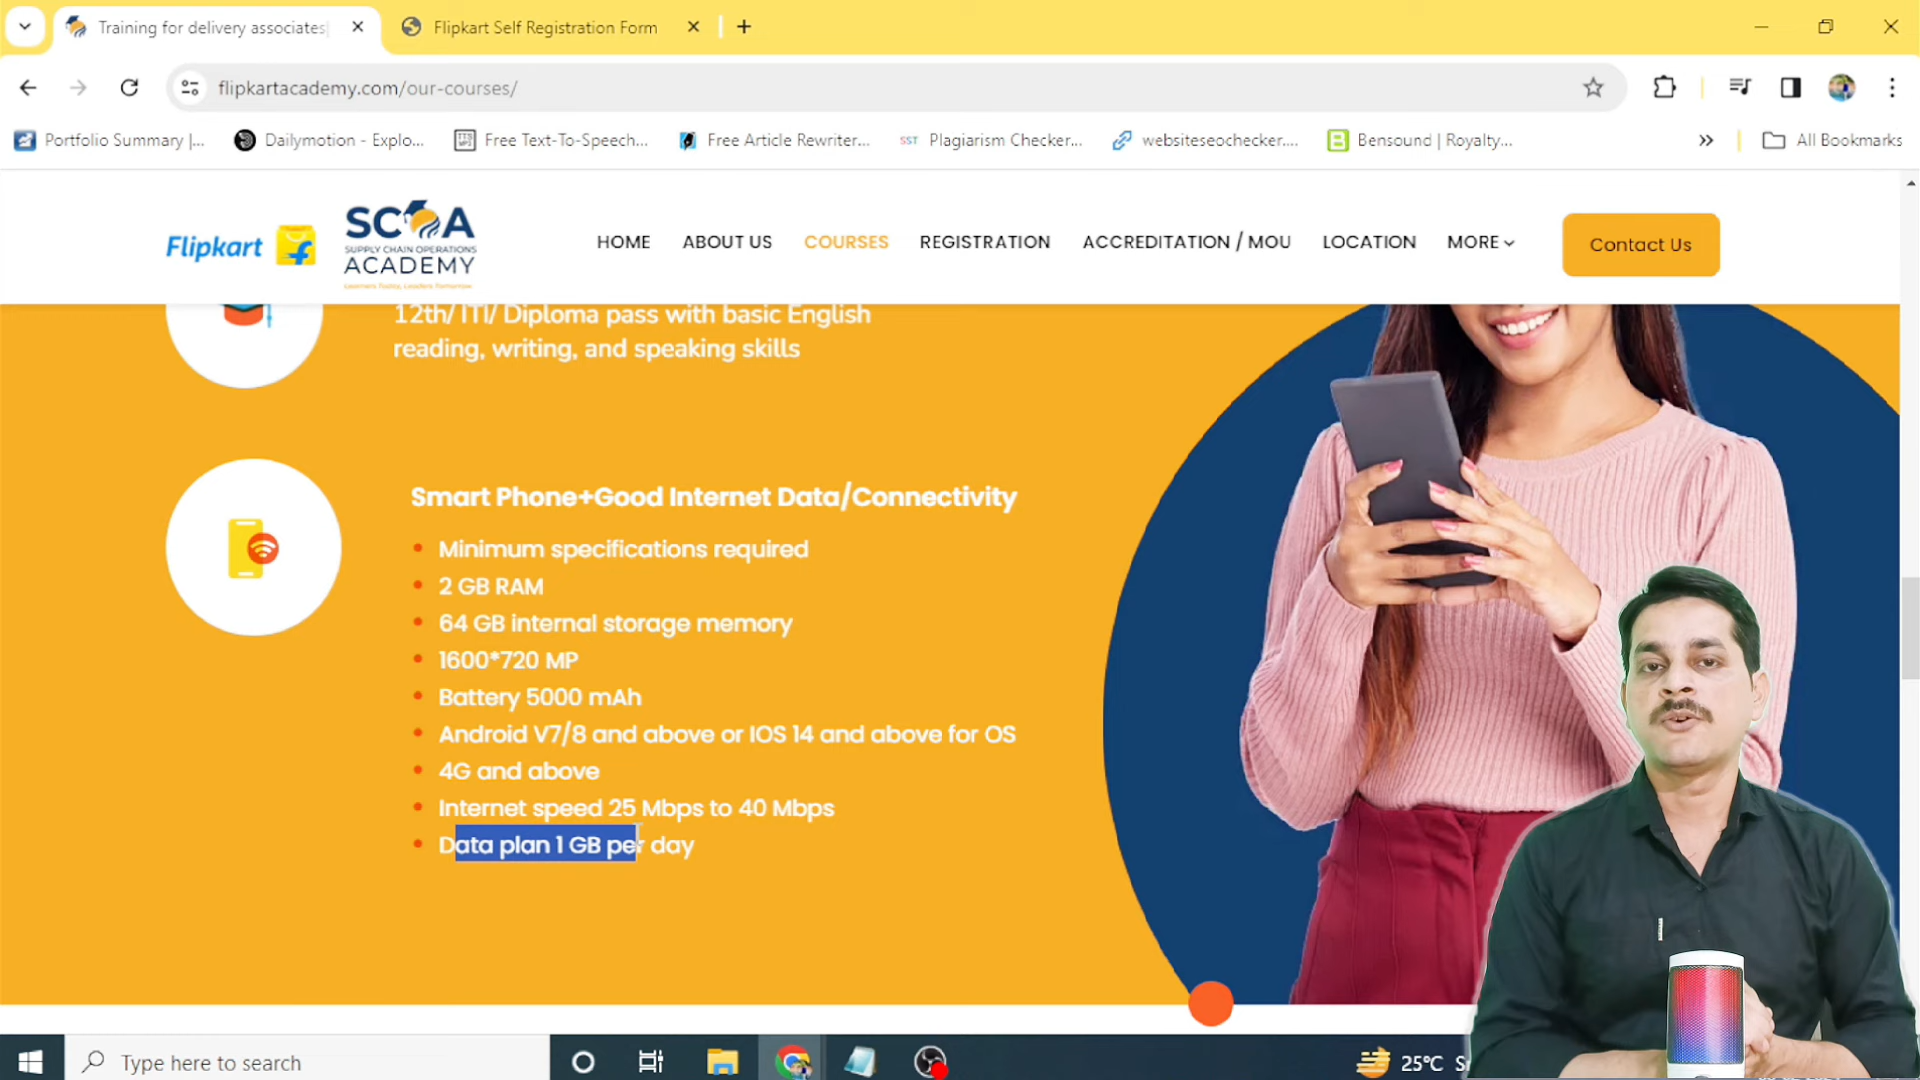 Training for delivery associates
Flipkart Self Registration Form
flipkartacademy.com/our-courses/
Portfolio Summary |...
Dailymotion - Explo...
Free Text-To-Speech...
Free Article Rewriter...
SST
Plagiarism Checker...
websiteseochecker....
Bensound | Royalty...
All Bookmarks
Flipkart
SCOA
SUPPLY CHAIN OPERATIONS
ACADEMY
Learners Today, Leaders Tomorrow
HOME
ABOUT US
COURSES
REGISTRATION
ACCREDITATION / MOU
LOCATION
MORE
Contact Us
12th/ ITI/ Diploma pass with basic English
reading, writing, and speaking skills
Smart Phone+Good Internet Data/Connectivity
• Minimum specifications required
• 2 GB RAM
• 64 GB internal storage memory
• 1600*720 MP
• Battery 5000 mAh
• Android V7/8 and above or IOS 14 and above for OS
• 4G and above
• Internet speed 25 Mbps to 40 Mbps
• Data plan 1 GB per day
Type here to search
25°C